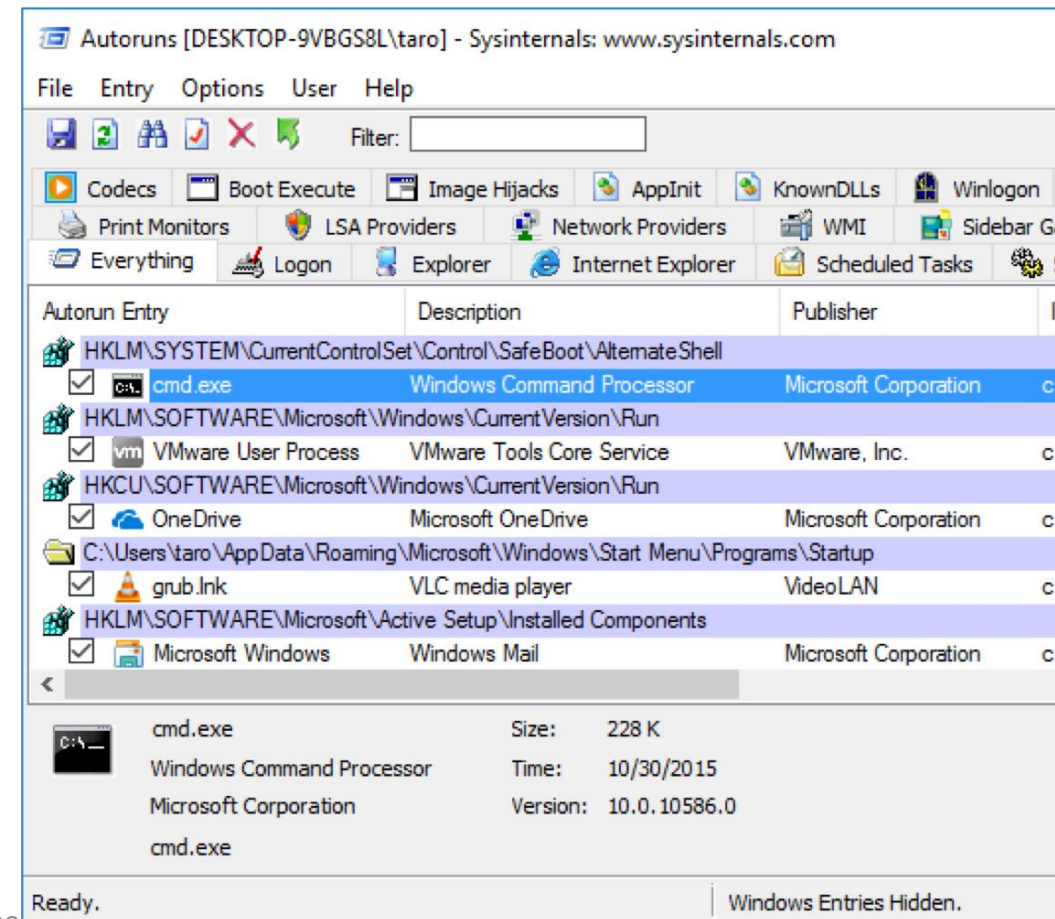 Autoruns [DESKTOP-9VBGS8L\taro] - Sysinternals: www.sysinternals.com
File Entry Options User Help
Filter:
Codecs Boot Execute Image Hijacks AppInit KnownDLLs Winlogon
Print Monitors LSA Providers Network Providers WMI Sidebar Ga
Everything Logon Explorer Internet Explorer Scheduled Tasks
Autorun Entry Description Publisher
HKLM\SYSTEM\CurrentControlSet\Control\SafeBoot\AlternateShell
cmd.exe Windows Command Processor Microsoft Corporation c
HKLM\SOFTWARE\Microsoft\Windows\CurrentVersion\Run
vm VMware User Process VMware Tools Core Service VMware, Inc. c
HKCU\SOFTWARE\Microsoft\Windows\CurrentVersion\Run
OneDrive Microsoft OneDrive Microsoft Corporation c
C:\Users\taro\AppData\Roaming\Microsoft\Windows\Start Menu\Programs\Startup
grub.lnk VLC media player VideoLAN c
HKLM\SOFTWARE\Microsoft\Active Setup\Installed Components
Microsoft Windows Windows Mail Microsoft Corporation c
cmd.exe Size: 228 K
Windows Command Processor Time: 10/30/2015
Microsoft Corporation Version: 10.0.10586.0
cmd.exe
Ready. Windows Entries Hidden.